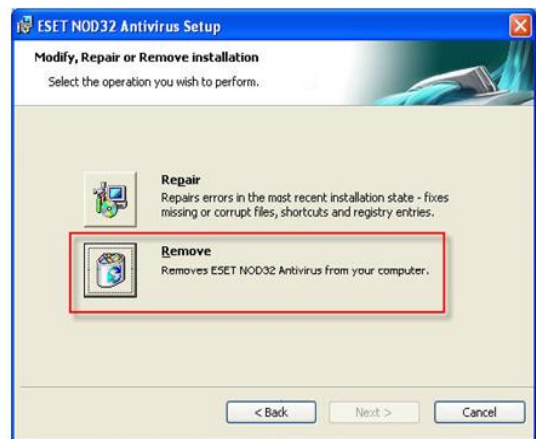 ESET NOD32 Antivirus Setup
Modify, Repair or Remove installation
Select the operation you wish to perform.
Repair
Repairs errors in the most recent installation state - fixes
missing or corrupt files, shortcuts and registry entries.
Remove
Removes ESET NOD32 Antivirus from your computer.
< Back Next > Cancel